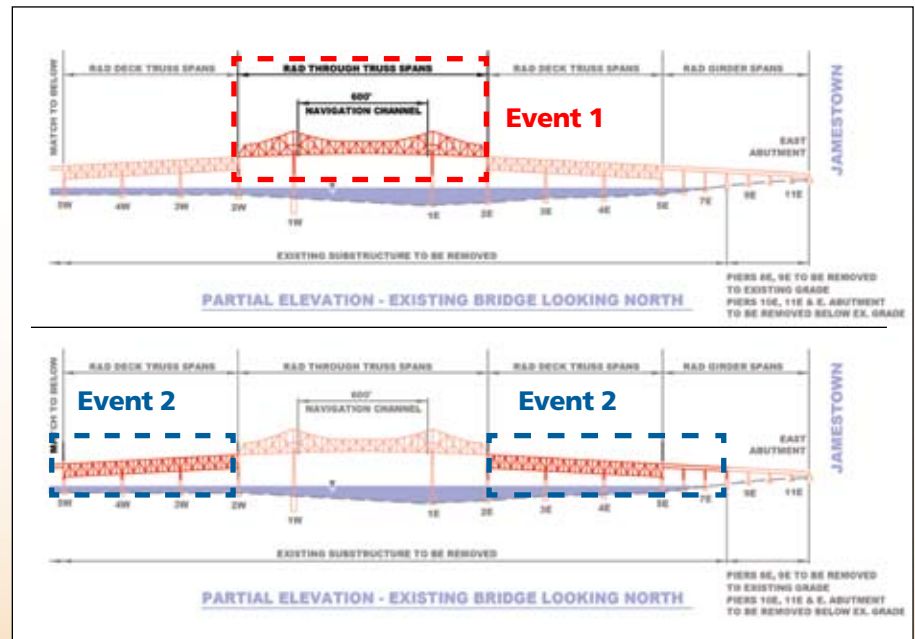 R&D DECK TRUSS SPANS
R&D THROUGH TRUSS SPANS
R&D DECK TRUSS SPANS
R&D GIRDER SPANS
MATCH TO BELOW
600'
NAVIGATION CHANNEL
Event 1
EAST
ABUTMENT
JAMESTOWN
5W
4W
3W
2W
1W
1E
2E
3E
4E
5E
7E
9E
11E
EXISTING SUBSTRUCTURE TO BE REMOVED
PIERS 8E, 9E TO BE REMOVED
TO EXISTING GRADE
PIERS 10E, 11E & E. ABUTMENT
TO BE REMOVED BELOW EX. GRADE
PARTIAL ELEVATION - EXISTING BRIDGE LOOKING NORTH
R&D DECK TRUSS SPANS
R&D THROUGH TRUSS SPANS
R&D DECK TRUSS SPANS
R&D GIRDER SPANS
MATCH TO BELOW
Event 2
600'
NAVIGATION CHANNEL
Event 2
EAST
ABUTMENT
JAMESTOWN
5W
4W
3W
2W
1W
1E
2E
3E
4E
5E
7E
9E
11E
EXISTING SUBSTRUCTURE TO BE REMOVED
PIERS 8E, 9E TO BE REMOVED
TO EXISTING GRADE
PIERS 10E, 11E & E. ABUTMENT
TO BE REMOVED BELOW EX. GRADE
PARTIAL ELEVATION - EXISTING BRIDGE LOOKING NORTH